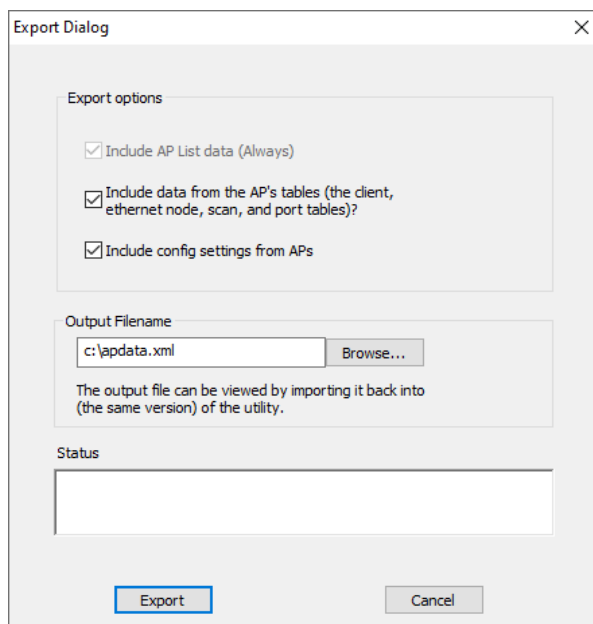 Export Dialog
Export options
Include AP List data (Always)
Include data from the AP's tables (the client,
ethernet node, scan, and port tables)?
Include config settings from APs
Output Filename
c:\apdata.xml
Browse...
The output file can be viewed by importing it back into
(the same version) of the utility.
Status
Export
Cancel